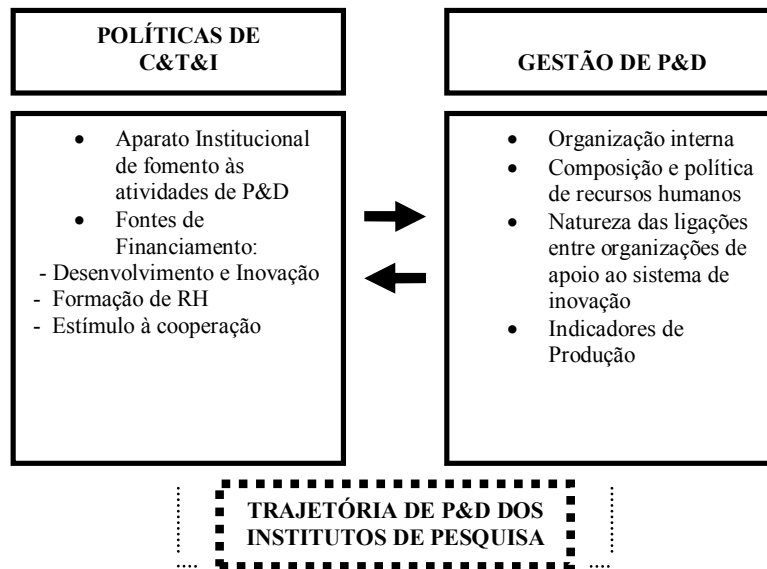 POLÍTICAS DE
C&T&I
GESTÃO DE P&D
• Aparato Institucional
de fomento às
atividades de P&D
• Fontes de
Financiamento:
- Desenvolvimento e Inovação
- Formação de RH
- Estímulo à cooperação
• Organização interna
• Composição e política
de recursos humanos
• Natureza das ligações
entre organizações de
apoio ao sistema de
inovação
• Indicadores de
Produção
TRAJETÓRIA DE P&D DOS
INSTITUTOS DE PESQUISA